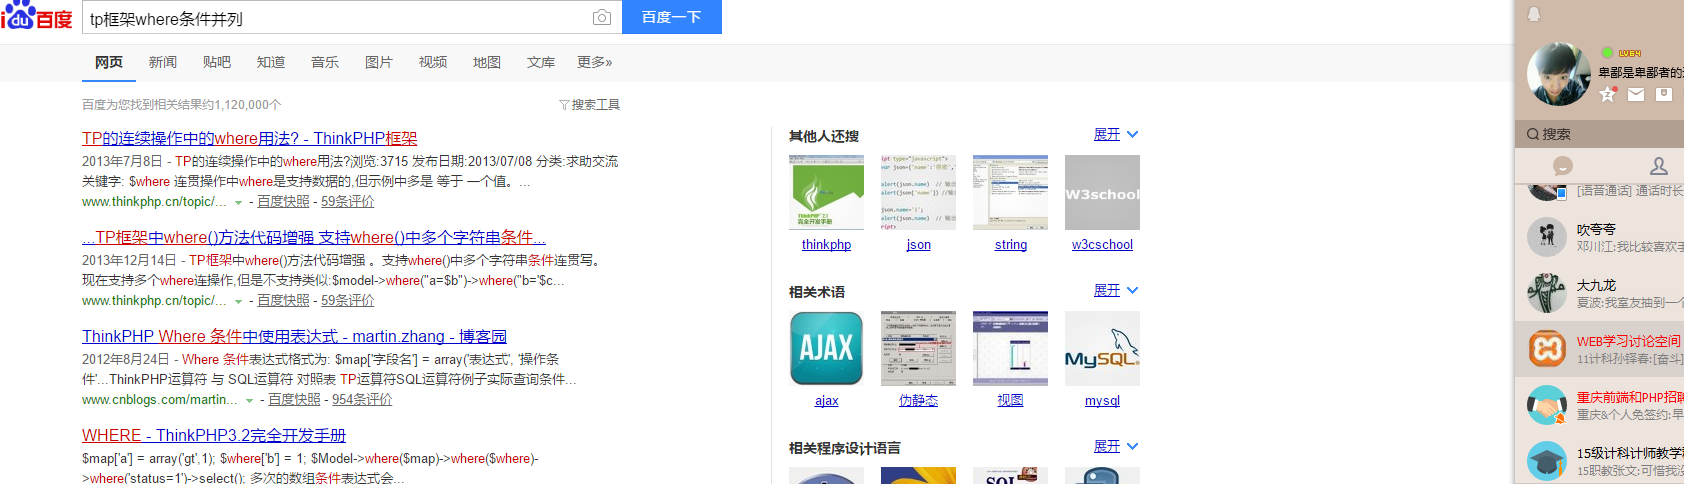 百度
tp框架where条件并列
百度一下
网页 新闻 贴吧 知道 音乐 图片 视频 地图 文库 更多»
百度为您找到相关结果约1,120,000个
搜索工具
TP的连续操作中的where用法? - ThinkPHP框架
2013年7月8日 - TP的连续操作中的where用法?浏览:3715 发布日期:2013/07/08 分类:求助交流
关键字: $where 连贯操作中where是支持数据的,但示例中多是 等于 一个值。...
www.thinkphp.cn/topic/... - 百度快照 - 59条评价
...TP框架中where()方法代码增强 支持where()中多个字符串条件...
2013年12月14日 - TP框架中where()方法代码增强 。支持where()中多个字符串条件连贯写。
现在支持多个where连操作,但是不支持类似:$model->where("a=$b")->where("b='$c...
www.thinkphp.cn/topic/... - 百度快照 - 59条评价
ThinkPHP Where 条件中使用表达式 - martin.zhang - 博客园
2012年8月24日 - Where 条件表达式格式为: $map['字段名'] = array('表达式', '操作条
件'...ThinkPHP运算符 与 SQL运算符 对照表 TP运算符SQL运算符例子实际查询条件...
www.cnblogs.com/martin... - 百度快照 - 954条评价
WHERE - ThinkPHP3.2完全开发手册
$map['a'] = array('gt',1); $where['b'] = 1; $Model->where($map)->where($where)-
>where('status=1')->select(); 多次的数组条件表达式会...
其他人还搜
展开
W3school
thinkphp json string w3cschool
相关术语
展开
AJAX
MySQL
ajax 伪静态 视图 mysql
相关程序设计语言
展开
SQL
LV64
卑鄙是卑鄙者的
搜索
[语音通话] 通话时长
吹夸夸
邓川江:我比较喜欢
大九龙
夏波:我室友抽到一个
WEB学习讨论空间
11计科孙铎春:[奋斗]
重庆前端和PHP招
重庆&个人免签约:早
15级计科计师教学
15职教张文:可惜我